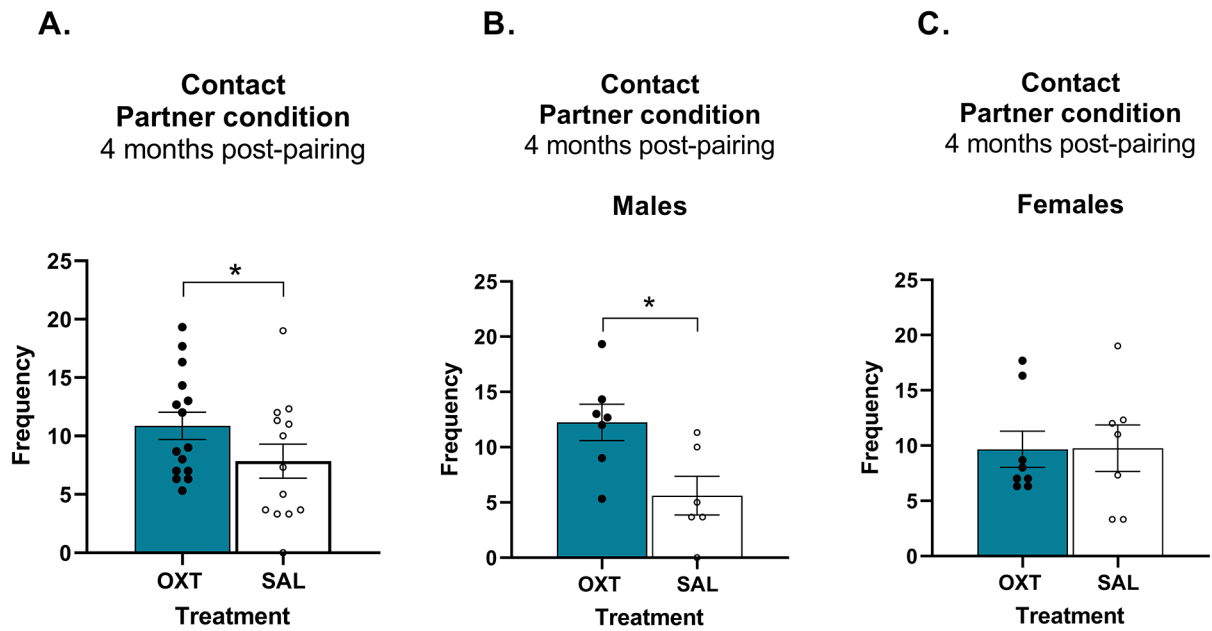 A.
Contact
Partner condition
4 months post-pairing
25
20
15
10
5
0
Frequency
*
OXT
SAL
Treatment
B.
Contact
Partner condition
4 months post-pairing
Males
25
20
15
10
5
0
Frequency
*
OXT
SAL
Treatment
C.
Contact
Partner condition
4 months post-pairing
Females
25
20
15
10
5
0
Frequency
OXT
SAL
Treatment